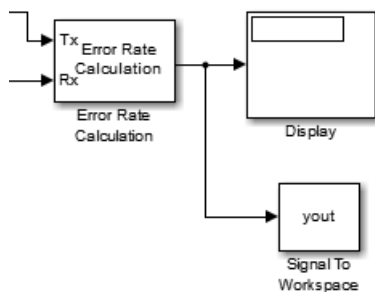 Tx
Error Rate
Calculation
Rx
Error Rate
Calculation
Display
yout
Signal To
Workspace